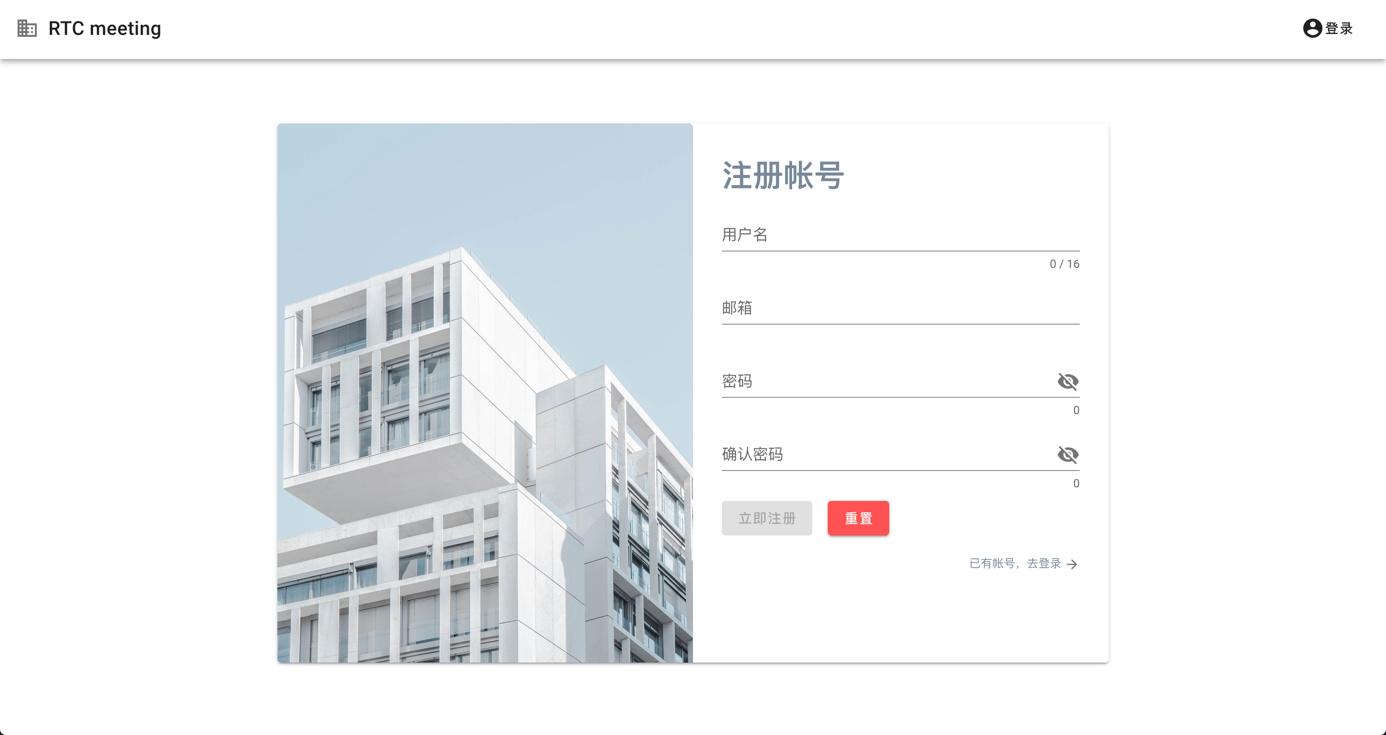 RTC meeting
登录
注册帐号
用户名
0 / 16
邮箱
密码
0
确认密码
0
立即注册
重置
已有帐号，去登录